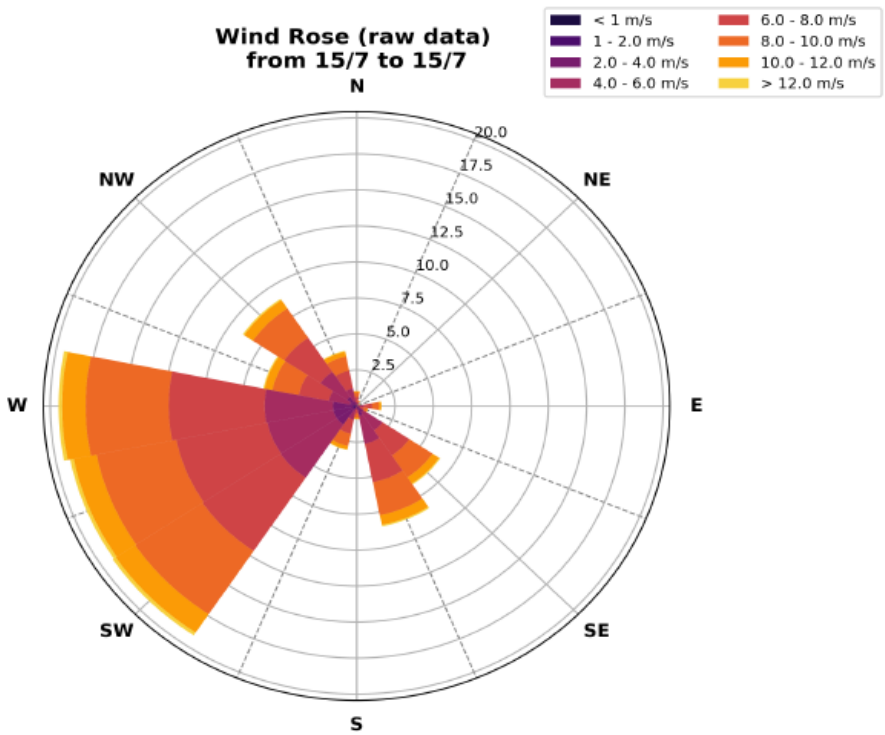 Wind Rose (raw data)
from 15/7 to 15/7
< 1 m/s
1 - 2.0 m/s
2.0 - 4.0 m/s
4.0 - 6.0 m/s
6.0 - 8.0 m/s
8.0 - 10.0 m/s
10.0 - 12.0 m/s
> 12.0 m/s
N
20.0
17.5
NW
NE
15.0
12.5
10.0
7.5
5.0
2.5
W
E
SW
SE
S